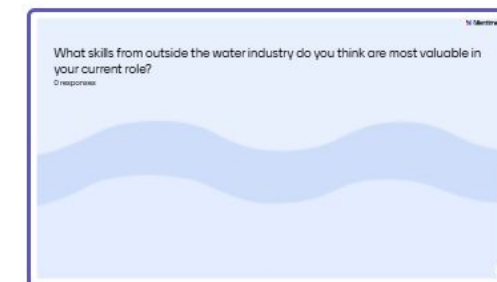 What skills from outside the water industry do you think are most valuable in
your current role?
0 responses